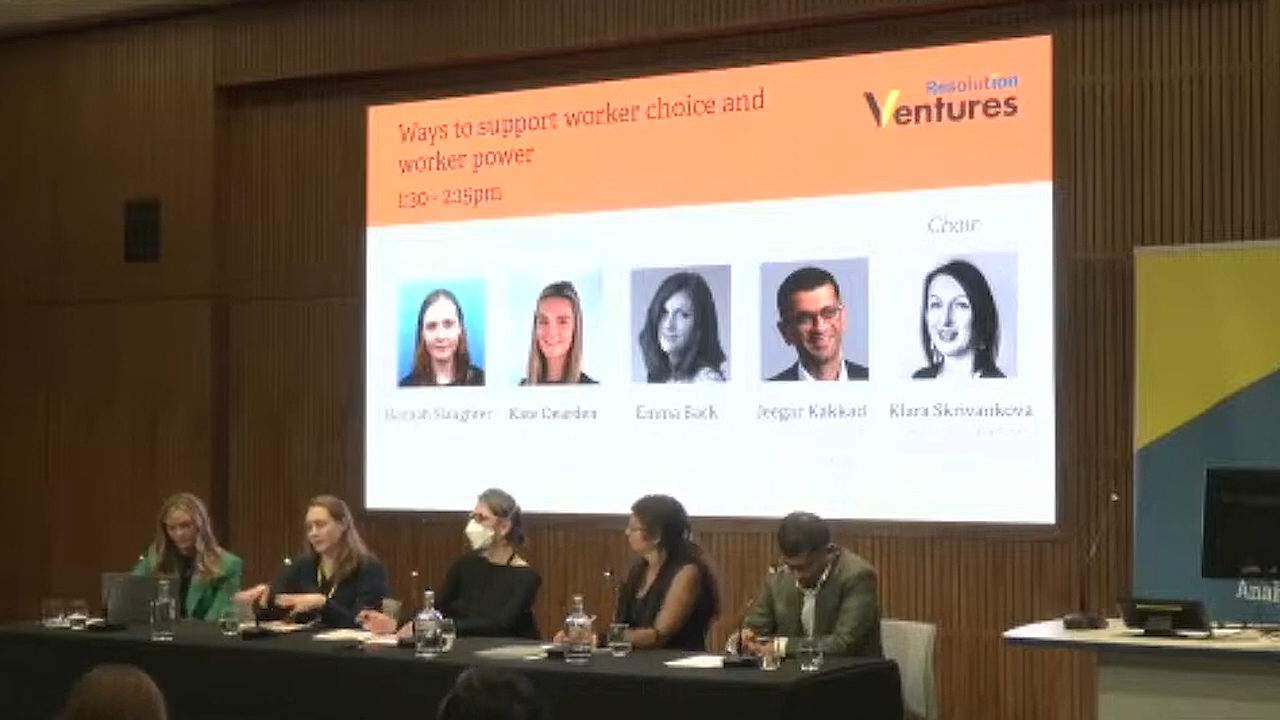 Ways to support worker choice and
worker power
1:30 - 2:15pm
Resolution
Ventures
Chair
Hannah Slaughter
Kate Dearden
Emma Back
Jeegar Kakkad
Klara Skrivankova